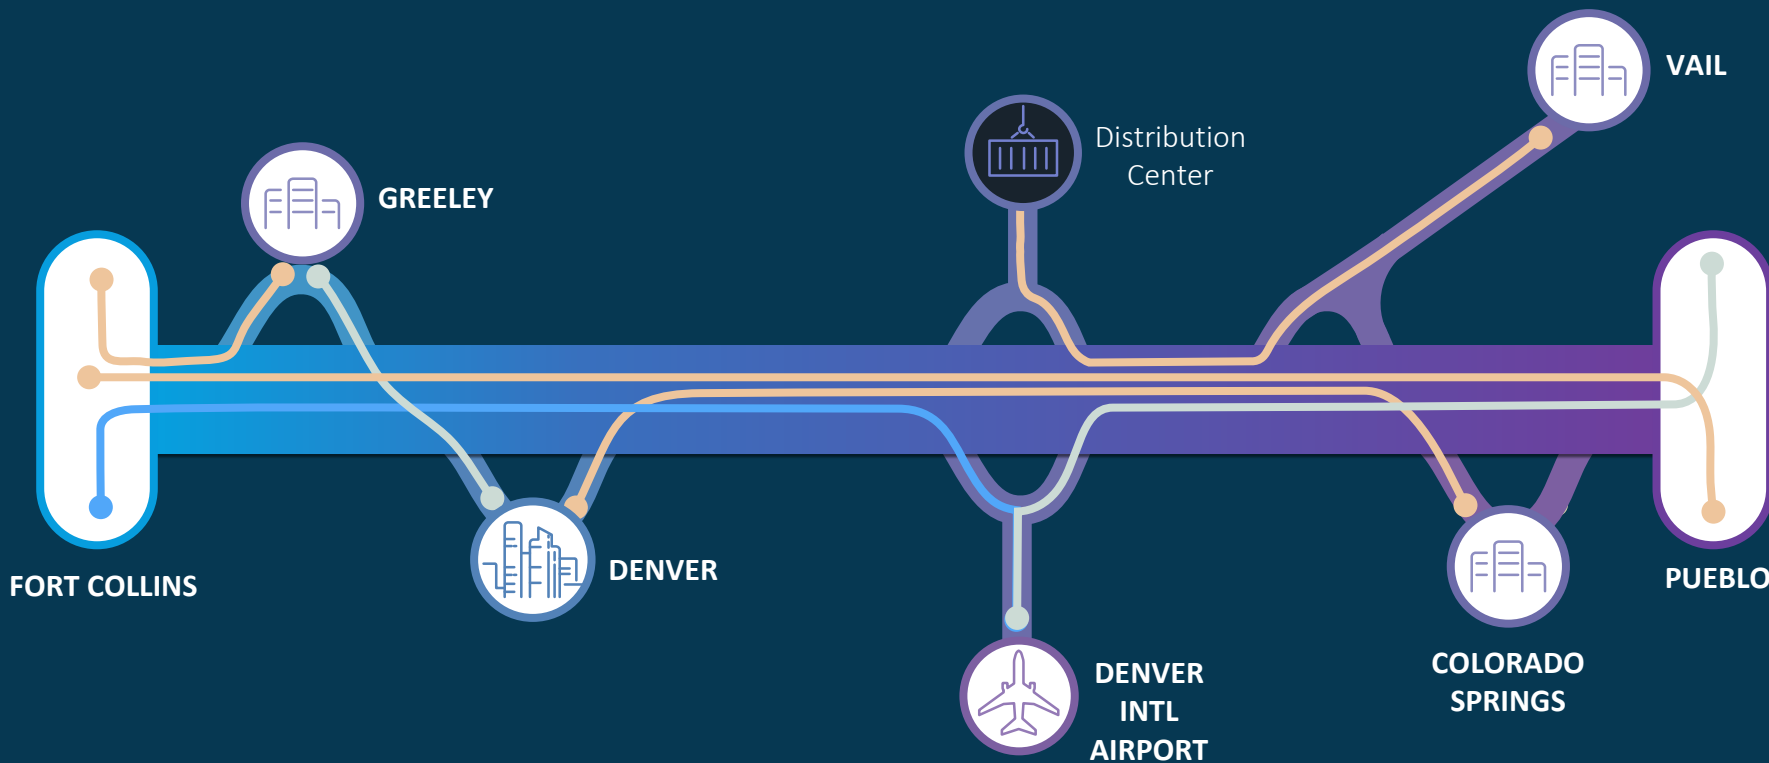 VAIL
Distribution
Center
GREELEY
FORT COLLINS
DENVER
PUEBLO
DENVER
INTL
AIRPORT
COLORADO
SPRINGS